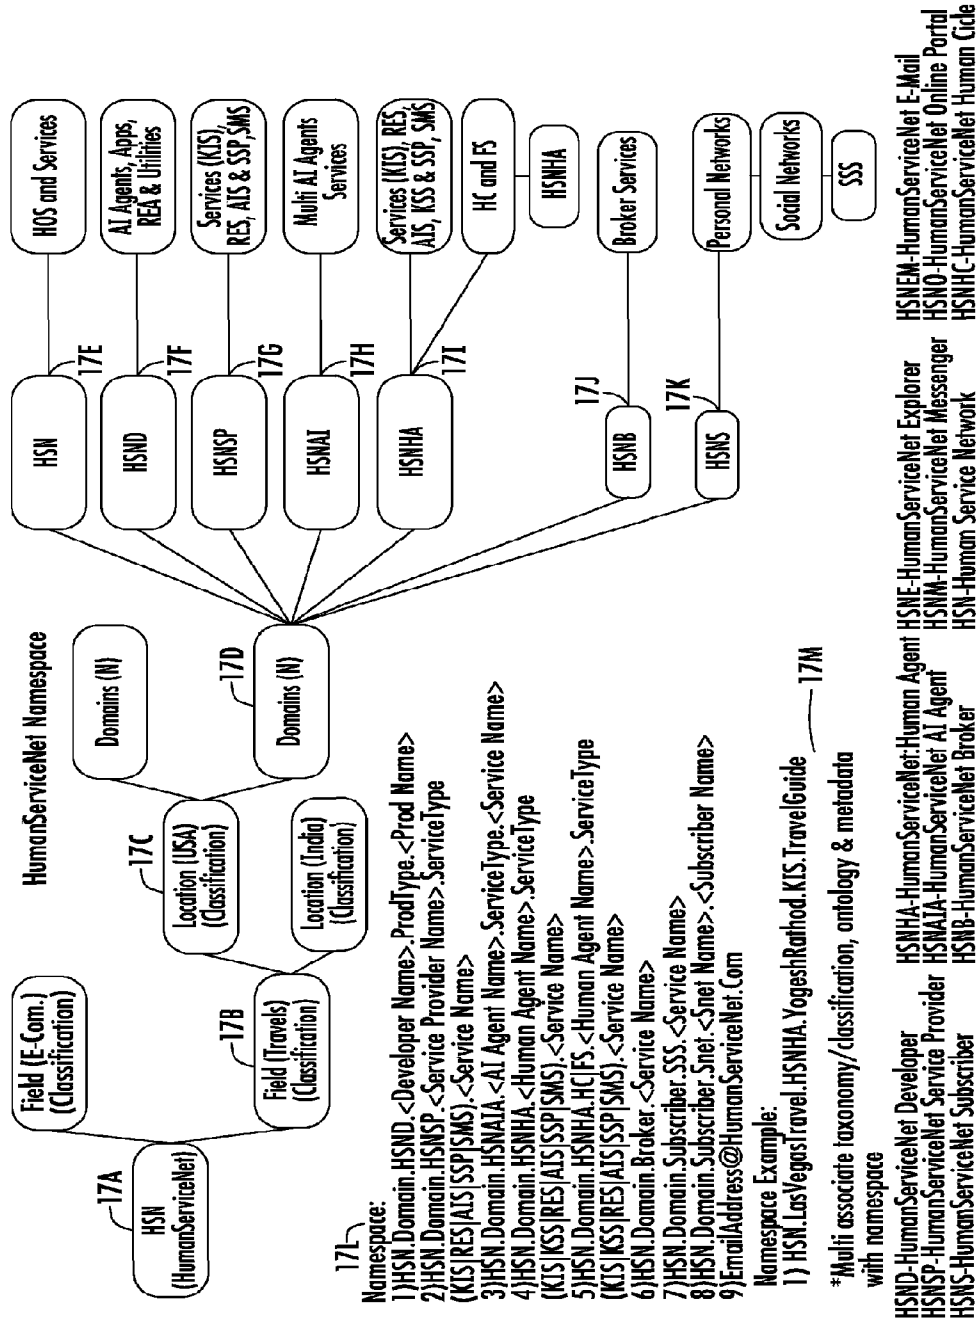 HumanServiceNet Namespace
17A
HSN
(HumanServiceNet)
Field (E-Com.)
(Classification)
17B
Field (Travels)
(Classification)
17C
Location (USA)
(Classification)
Location (India)
(Classification)
Domains (N)
17D
Domains (N)
HSN
17E
HOS and Services
HSND
17F
AI Agents, Apps,
REA & Utilities
HSNSP
17G
Services (KIS)
RES, AIS & SSP,SMS
HSNAI
17H
Multi AI Agents
Services
HSNHA
17I
Services (KIS), RES,
AIS, KSS & SSP, SMS
HC and FS
HSNHA
HSNB
17J
Broker Services
HSNS
17K
Personal Networks
Social Networks
SSS
17L
Namespace:
1)HSN.Domain.HSND.<Developer Name>.ProdType.<Prod Name>
2)HSN.Domain.HSNSP.<Service Provider Name>.ServiceType
(KIS|RES|AIS|SSP|SMS).<Service Name>
3)HSN.Domain.HSNAIA.<AI Agent Name>.ServiceType.<Service Name>
4)HSN.Domain.HSNHA.<Human Agent Name>.ServiceType
(KIS|KSS|RES|AIS|SSP|SMS).<Service Name>
5)HSN.Domain.HSNHA.HC|FS.<Human Agent Name>.ServiceType
(KIS|KSS|RES|AIS|SSP|SMS).<Service Name>
6)HSN.Domain.Broker.<Service Name>
7)HSN.Domain.Subscriber.SSS.<Service Name>
8)HSN.Domain.Subscriber.Snet.<Snet Name>.<Subscriber Name>
9)EmailAddress@HumanServiceNet.Com
Namespace Example:
1) HSN.LasVegasTravel.HSNHA.YogeshRathod.KIS.TravelGuide
17M
*Multi associate taxanomy/classification, antology & metadata
with namespace
HSND-HumanServiceNet Developer
HSNSP-HumanServiceNet Service Provider
HSNS-HumanServiceNet Subscriber
HSNHA-HumanServiceNet:Human Agent
HSNAIA-HumanServiceNet AI Agent
HSNB-HumanServiceNet Broker
HSNE-HumanServiceNet Explorer
HSNM-HumanServiceNet Messenger
HSN-Human Service Network
HSNEM-HumanServiceNet E-Mail
HSNO-HumanServiceNet Online Portal
HSNHC-HumanServiceNet Human Cicle